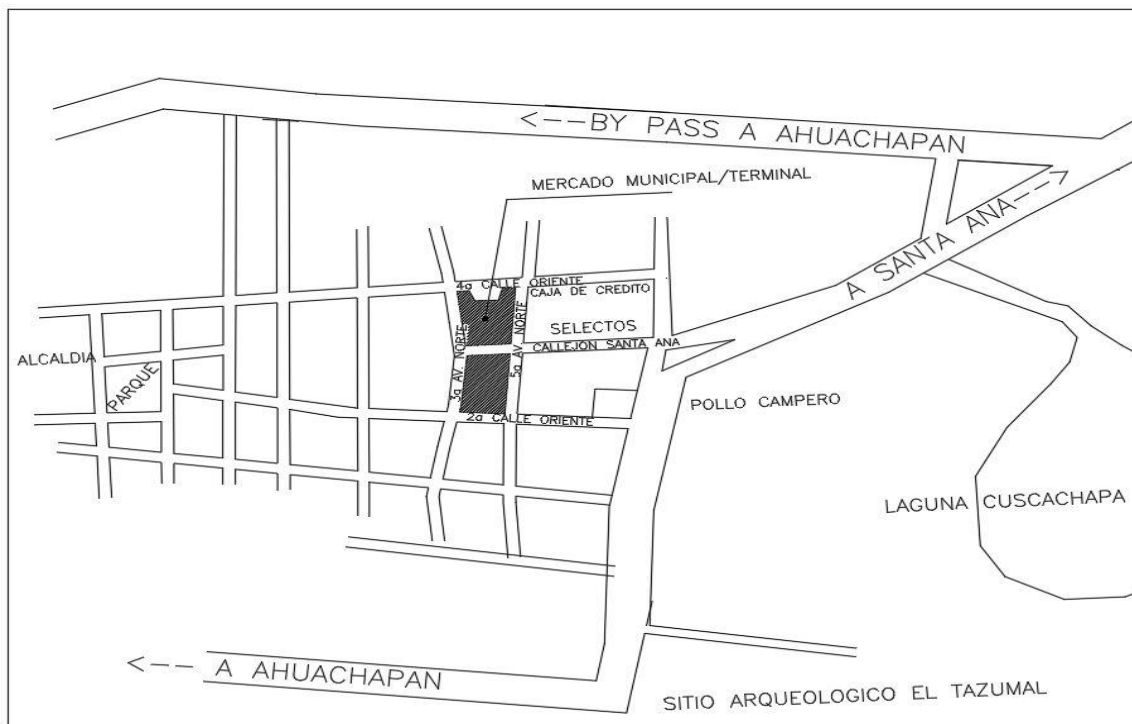 <---BY PASS A AHUACHAPAN
MERCADO MUNICIPAL/TERMINAL
A SANTA ANA--->
4a CALLE ORIENTE
CAJA DE CREDITO
3a AV. NORTE
5a AV. NORTE
SELECTOS
CALLEJON SANTA ANA
ALCALDIA
PARQUE
POLLO CAMPERO
2a CALLE ORIENTE
LAGUNA CUSCACHAPA
<--- A AHUACHAPAN
SITIO ARQUEOLOGICO EL TAZUMAL